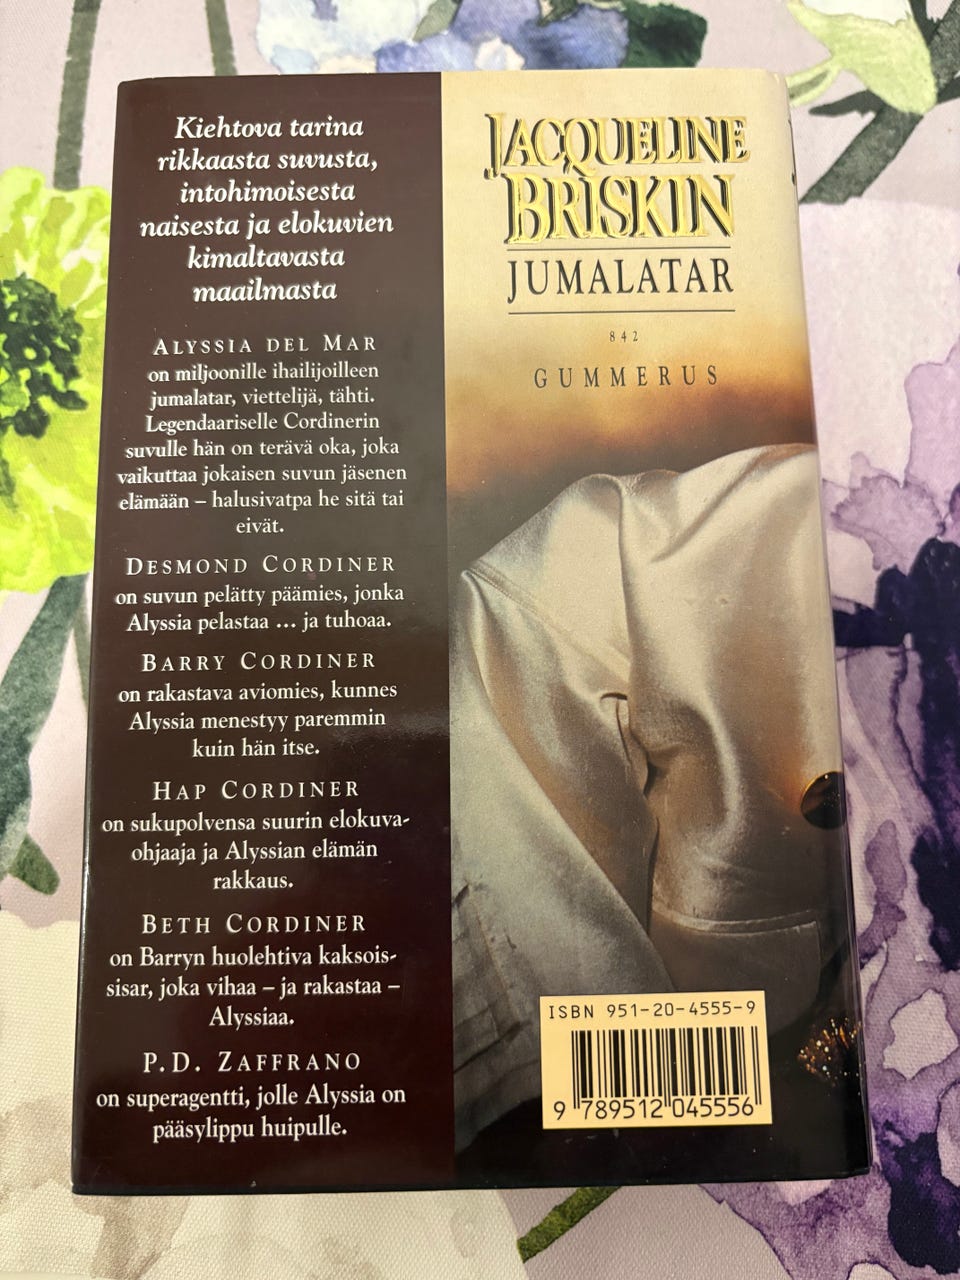 Kiehtova tarina
rikkaasta suvusta,
intohimoisesta
naisesta ja elokuvien
kimaltavasta
maailmasta
ALYSSIA DEL MAR
on miljoonille ihailijoilleen
jumalatar, viettelijä, tähti.
Legendaariselle Cordinerin
suvulle hän on terävä oka, joka
vaikuttaa jokaisen suvun jäsenen
elämään – halusivatpa he sitä tai
eivät.
DESMOND CORDINER
on suvun pelätty päämies, jonka
Alyssia pelastaa ... ja tuhoaa.
BARRY CORDINER
on rakastava aviomies, kunnes
Alyssia menestyy paremmin
kuin hän itse.
HAP CORDINER
on sukupolvensa suurin elokuva-
ohjaaja ja Alyssian elämän
rakkaus.
BETH CORDINER
on Barryn huolehtiva kaksois-
sisar, joka vihaa – ja rakastaa –
Alyssiaa.
P.D. ZAFFRANO
on superagentti, jolle Alyssia on
pääsylippu huipulle.
JACQUELINE
BRISKIN
JUMALATAR
842
GUMMERUS
ISBN 951-20-4555-9
9 789512 045556